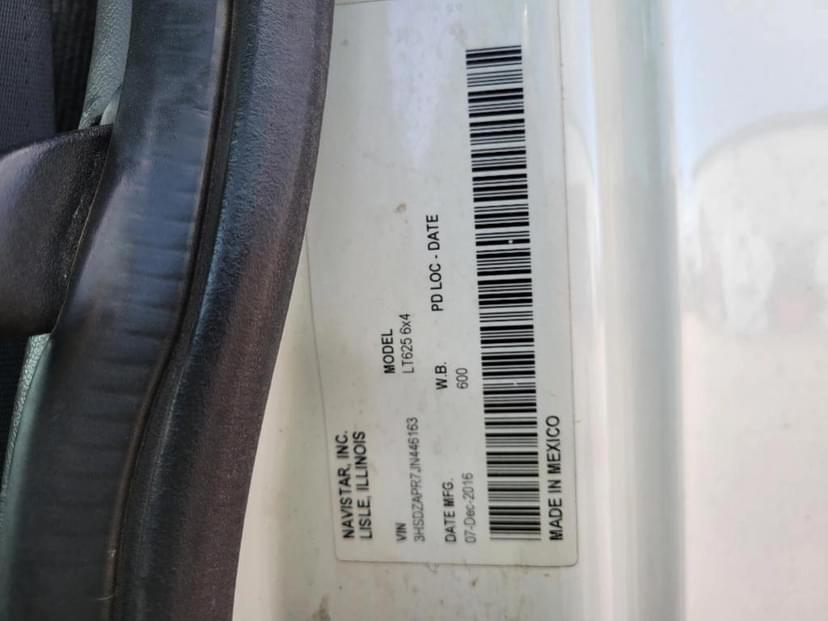 NAVISTAR, INC.
LISLE, ILLINOIS
VIN
3HSDZAPR7JN446163
MODEL
LT625 6x4
DATE MFG.
07-Dec-2016
W.B.
600
PD LOC - DATE
MADE IN MEXICO